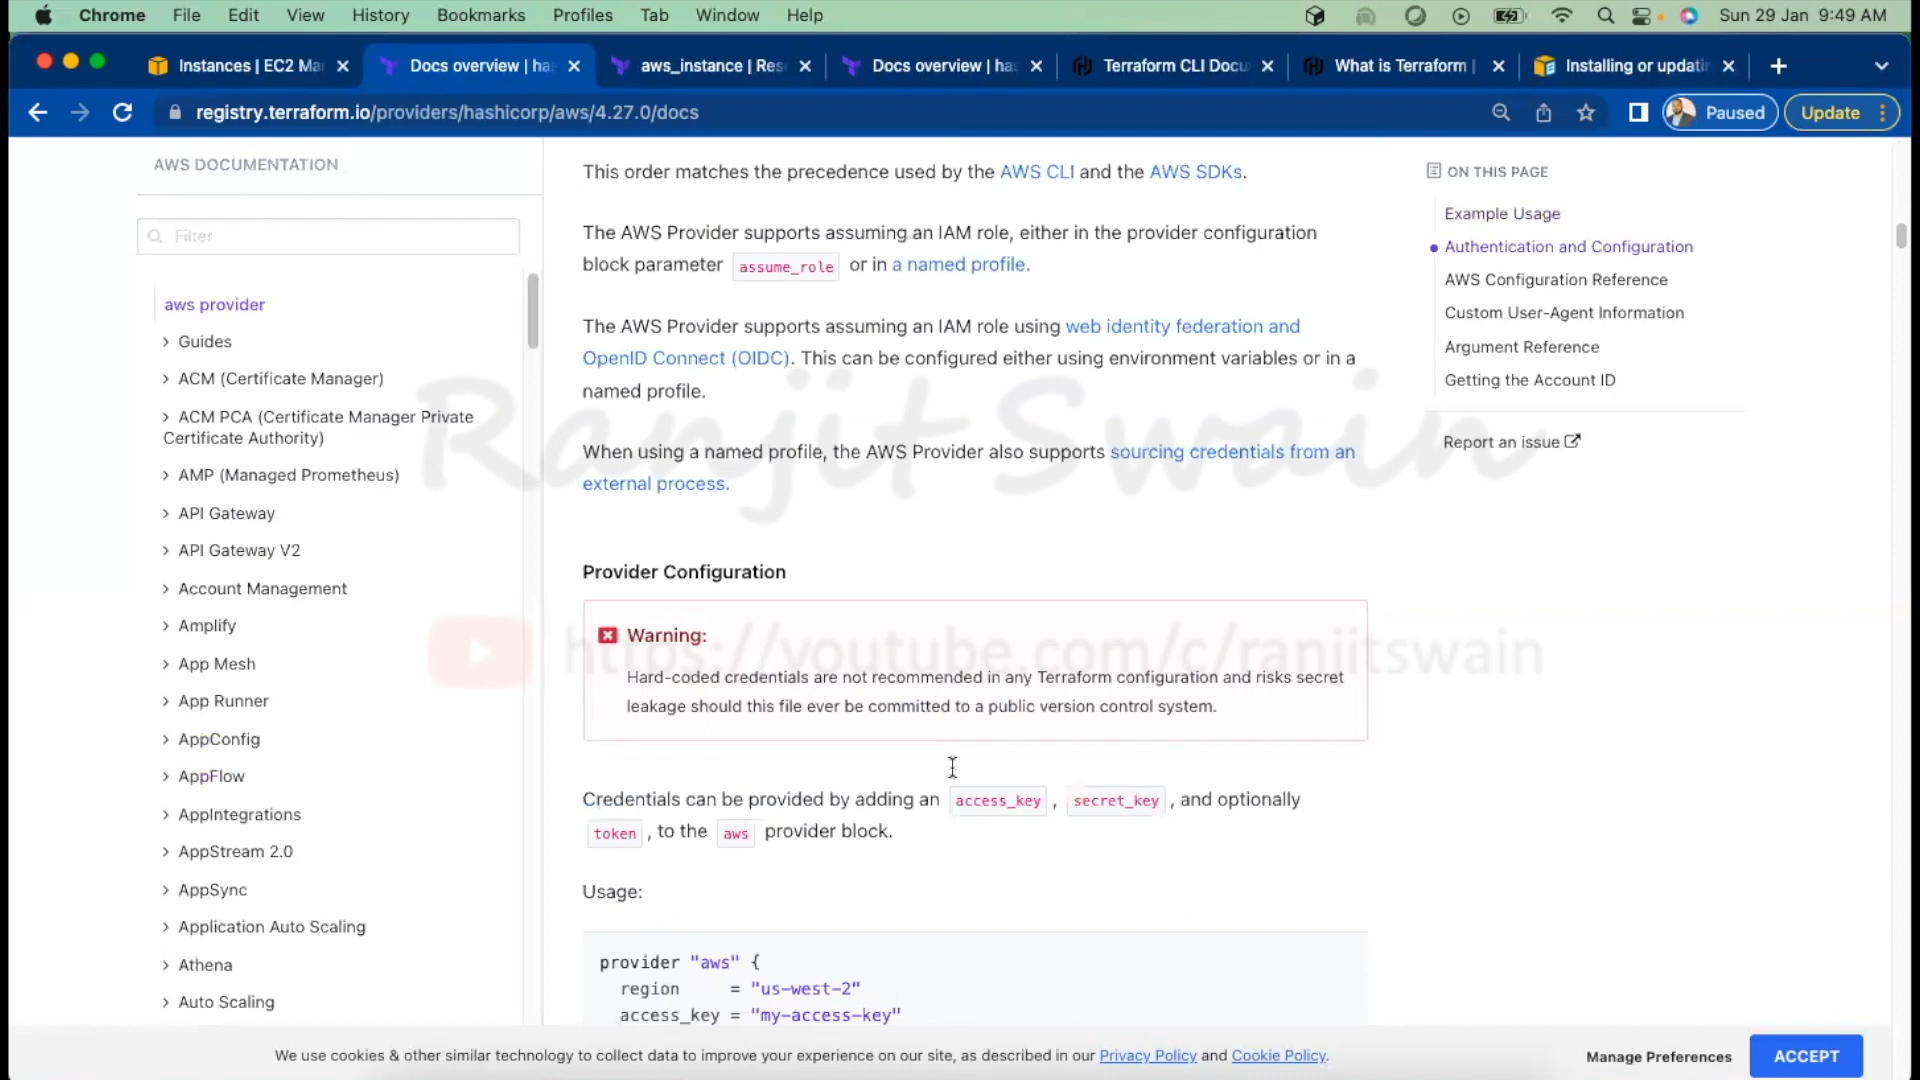 Chrome File Edit View History Bookmarks Profiles Tab Window Help Sun 29 Jan 9:49 AM
Instances | EC2 Ma Docs overview | ha aws_instance | Res Docs overview | ha Terraform CLI Docu What is Terraform | Installing or updati
registry.terraform.io/providers/hashicorp/aws/4.27.0/docs Paused Update
AWS DOCUMENTATION
Filter
aws provider
Guides
ACM (Certificate Manager)
ACM PCA (Certificate Manager Private
Certificate Authority)
AMP (Managed Prometheus)
API Gateway
API Gateway V2
Account Management
Amplify
App Mesh
App Runner
AppConfig
AppFlow
AppIntegrations
AppStream 2.0
AppSync
Application Auto Scaling
Athena
Auto Scaling
This order matches the precedence used by the AWS CLI and the AWS SDKs.
The AWS Provider supports assuming an IAM role, either in the provider configuration
block parameter assume_role or in a named profile.
The AWS Provider supports assuming an IAM role using web identity federation and
OpenID Connect (OIDC). This can be configured either using environment variables or in a
named profile.
Ranjit Swain
When using a named profile, the AWS Provider also supports sourcing credentials from an
external process.
Provider Configuration
Warning:
https://youtube.com/c/ranjitswain
Hard-coded credentials are not recommended in any Terraform configuration and risks secret
leakage should this file ever be committed to a public version control system.
Credentials can be provided by adding an access_key , secret_key , and optionally
token , to the aws provider block.
Usage:
provider "aws" {
region = "us-west-2"
access_key = "my-access-key"
ON THIS PAGE
Example Usage
Authentication and Configuration
AWS Configuration Reference
Custom User-Agent Information
Argument Reference
Getting the Account ID
Report an issue
We use cookies & other similar technology to collect data to improve your experience on our site, as described in our Privacy Policy and Cookie Policy.
Manage Preferences ACCEPT